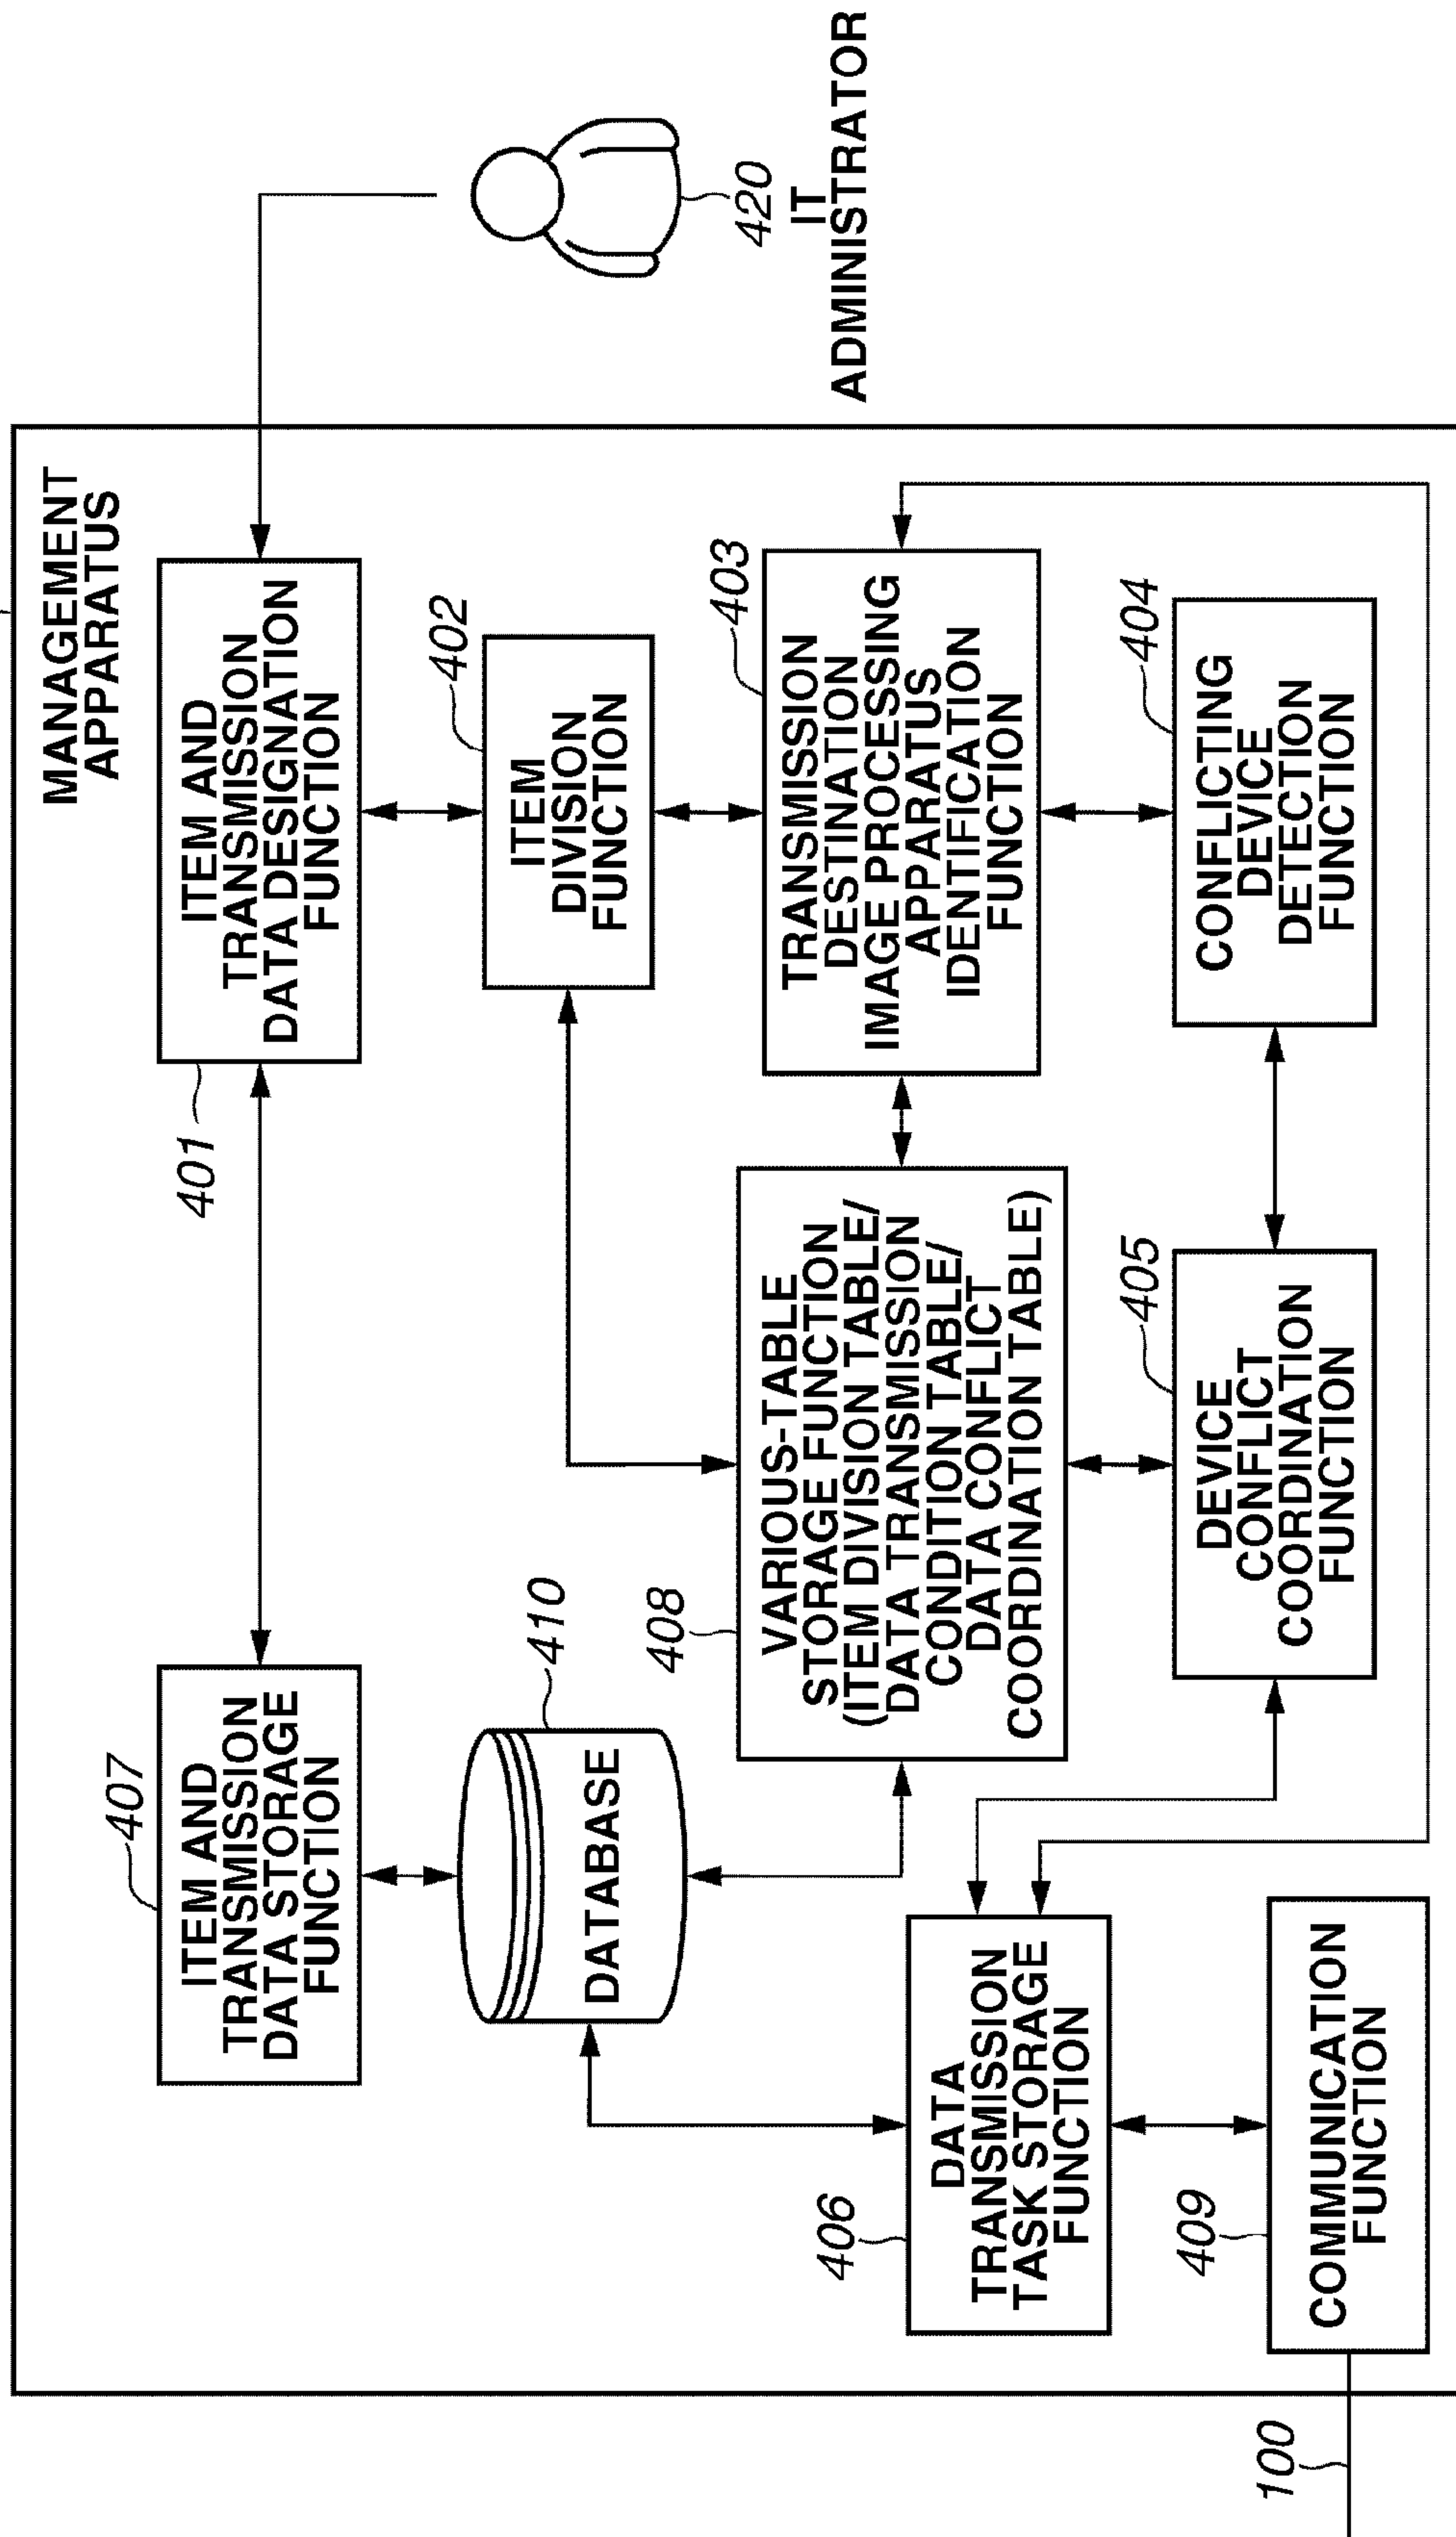 MANAGEMENT
APPARATUS
407
ITEM AND
TRANSMISSION
DATA STORAGE
FUNCTION
401
ITEM AND
TRANSMISSION
DATA DESIGNATION
FUNCTION
410
DATABASE
402
ITEM
DIVISION
FUNCTION
420
IT
ADMINISTRATOR
408
VARIOUS-TABLE
STORAGE FUNCTION
(ITEM DIVISION TABLE/
DATA TRANSMISSION
CONDITION TABLE/
DATA CONFLICT
COORDINATION TABLE)
403
TRANSMISSION
DESTINATION
IMAGE PROCESSING
APPARATUS
IDENTIFICATION
FUNCTION
406
DATA
TRANSMISSION
TASK STORAGE
FUNCTION
405
DEVICE
CONFLICT
COORDINATION
FUNCTION
404
CONFLICTING
DEVICE
DETECTION
FUNCTION
409
COMMUNICATION
FUNCTION
100